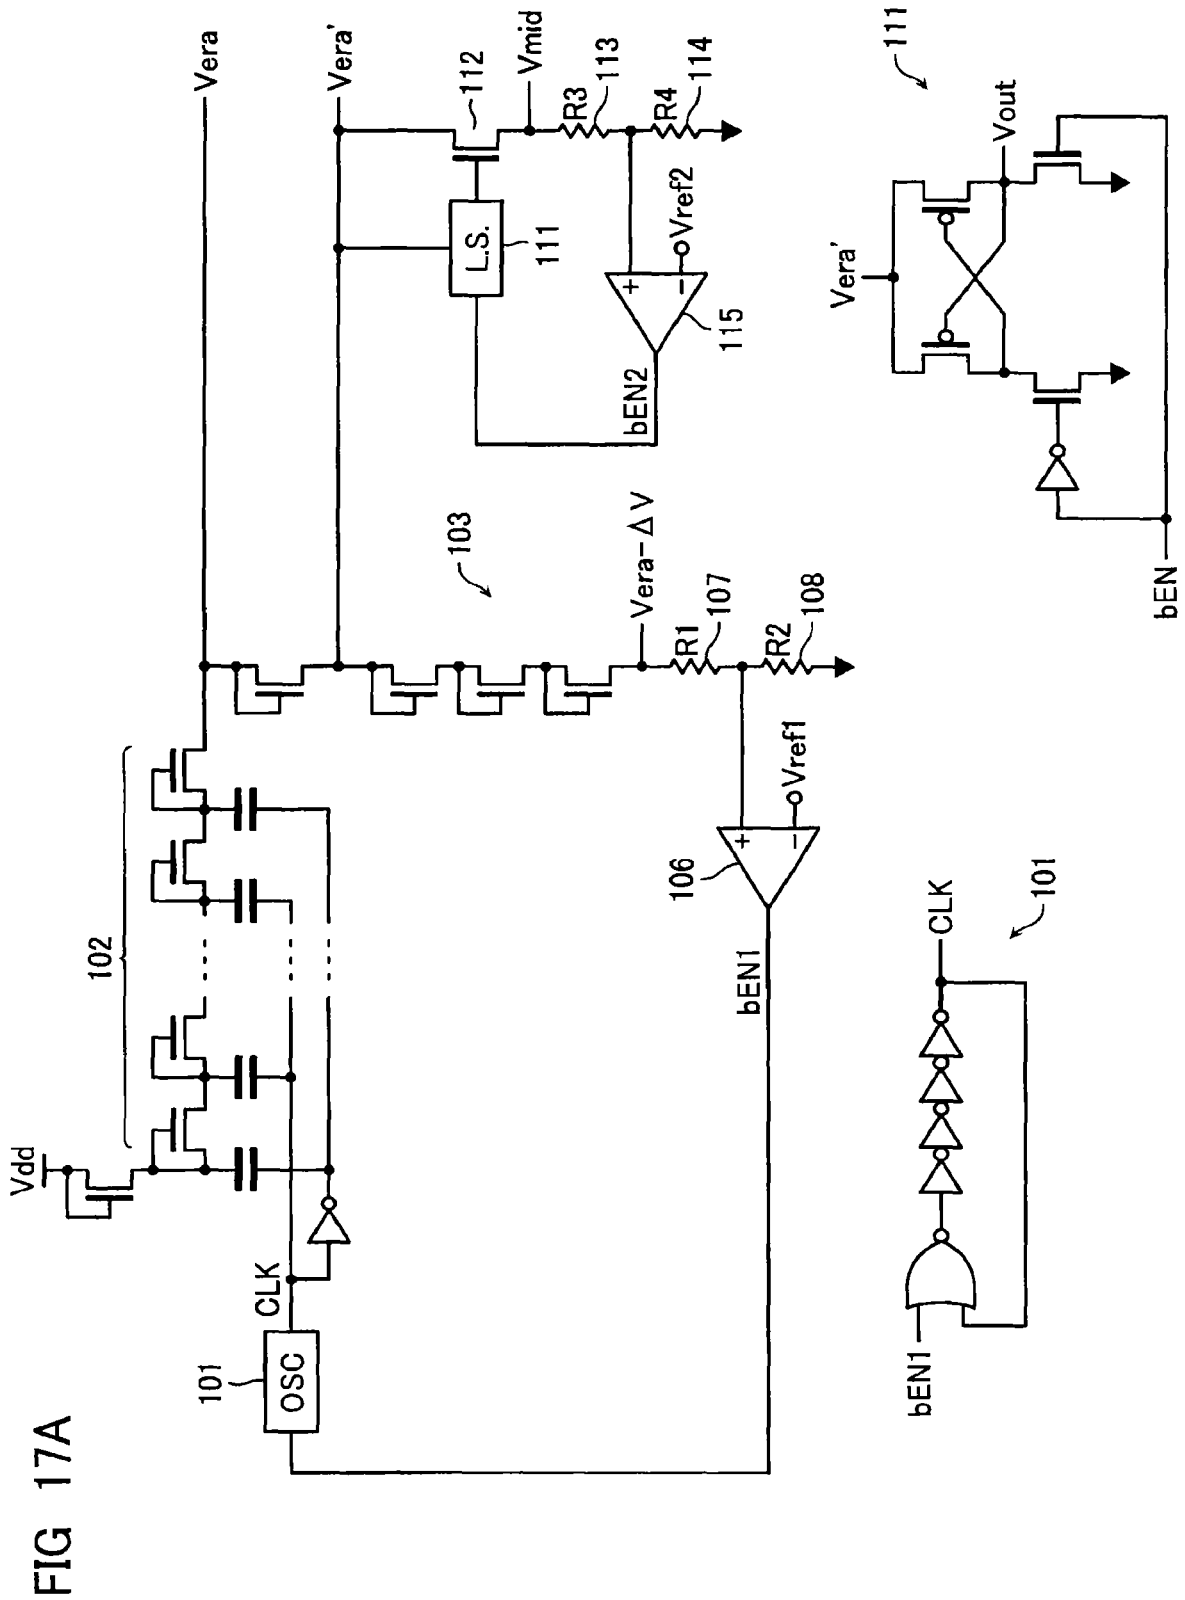 FIG 17A
Vdd
102
Vera
Vera'
101
OSC
CLK
103
L.S.
111
112
Vmid
R3
113
R4
114
+
−
Vref2
115
bEN2
Vera-ΔV
R1
107
R2
108
+
−
Vref1
106
bEN1
bEN1
CLK
101
Vera'
111
Vout
bEN